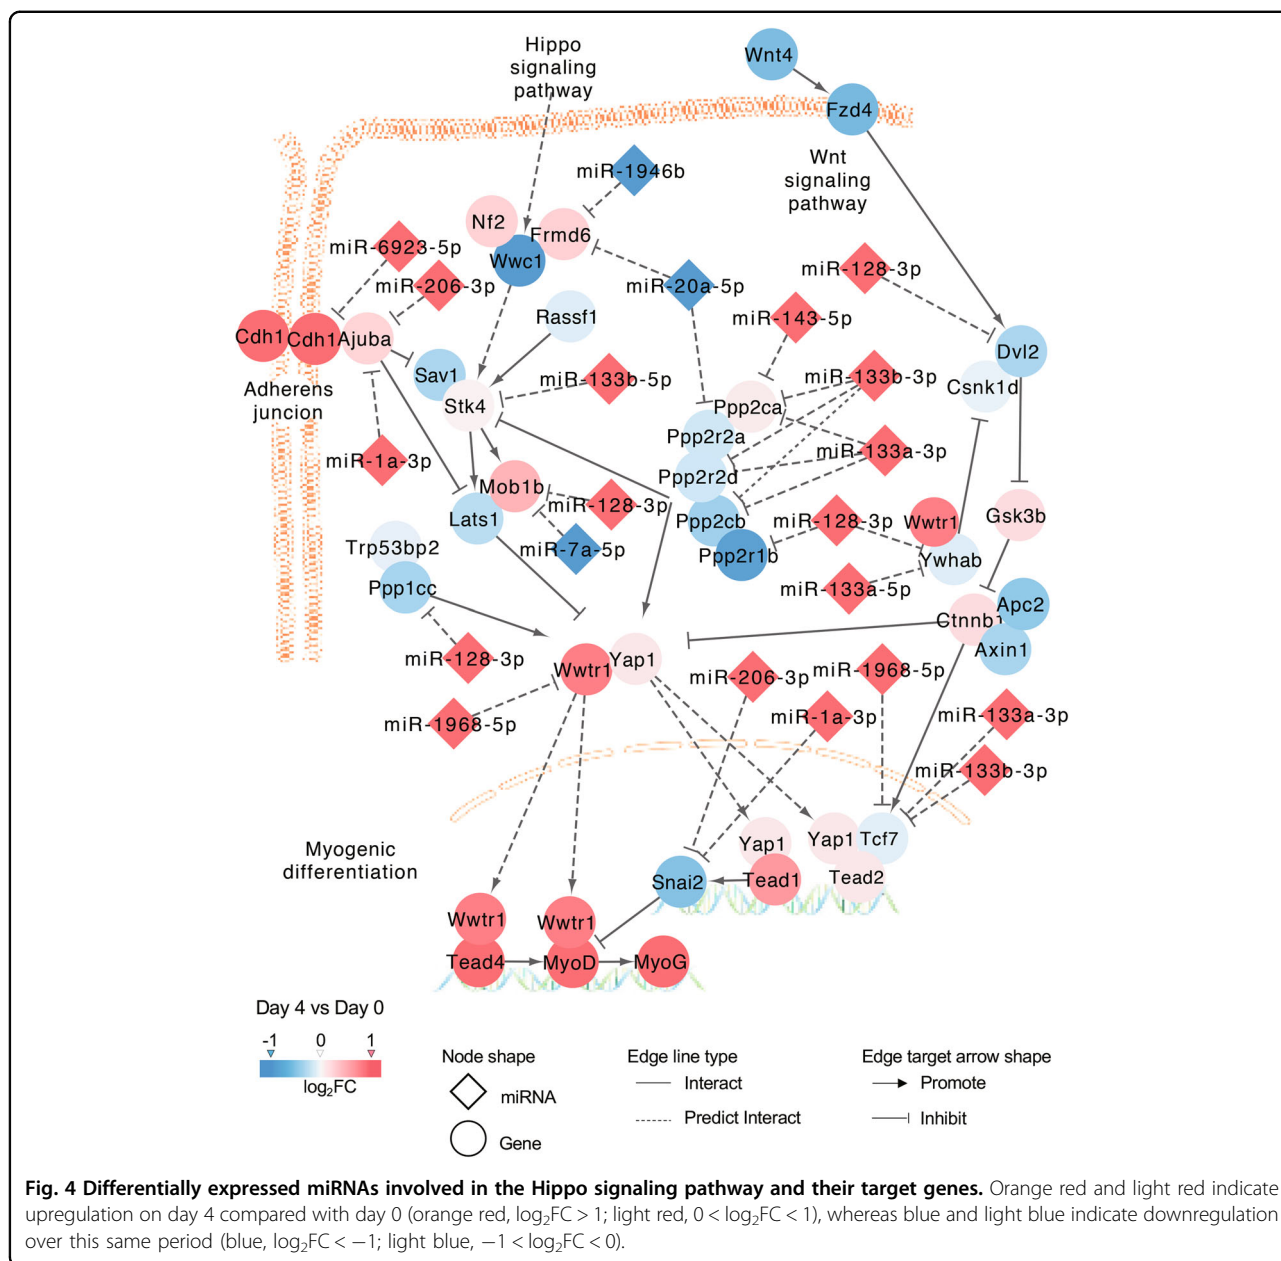 Hippo
signaling
pathway
Wnt4
Fzd4
Wnt
signaling
pathway
miR-1946b
Nf2
Frmd6
Wwc1
miR-6923-5p
miR-206-3p
miR-20a-5p
miR-128-3p
Rassf1
miR-143-5p
Cdh1
Cdh1
Ajuba
Adherens
juncion
Dvl2
Csnk1d
Sav1
Stk4
miR-133b-5p
miR-133b-3p
Ppp2ca
Ppp2r2a
miR-133a-3p
miR-1a-3p
Ppp2r2d
Mob1b
miR-128-3p
Lats1
Ppp2cb
miR-128-3p
Wwtr1
Gsk3b
Trp53bp2
miR-7a-5p
Ppp2r1b
Ywhab
Ppp1cc
miR-133a-5p
Apc2
Ctnnb1
Axin1
miR-128-3p
Wwtr1
Yap1
miR-206-3p
miR-1968-5p
miR-1968-5p
miR-1a-3p
miR-133a-3p
miR-133b-3p
Myogenic
differentiation
Yap1
Yap1
Tcf7
Snai2
Tead1
Tead2
Wwtr1
Wwtr1
Tead4
MyoD
MyoG
Day 4 vs Day 0
-1 0 1
log₂FC
Node shape
miRNA
Gene
Edge line type
Interact
Predict Interact
Edge target arrow shape
Promote
Inhibit
Fig. 4 Differentially expressed miRNAs involved in the Hippo signaling pathway and their target genes. Orange red and light red indicate
upregulation on day 4 compared with day 0 (orange red, log₂FC > 1; light red, 0 < log₂FC < 1), whereas blue and light blue indicate downregulation
over this same period (blue, log₂FC < −1; light blue, −1 < log₂FC < 0).